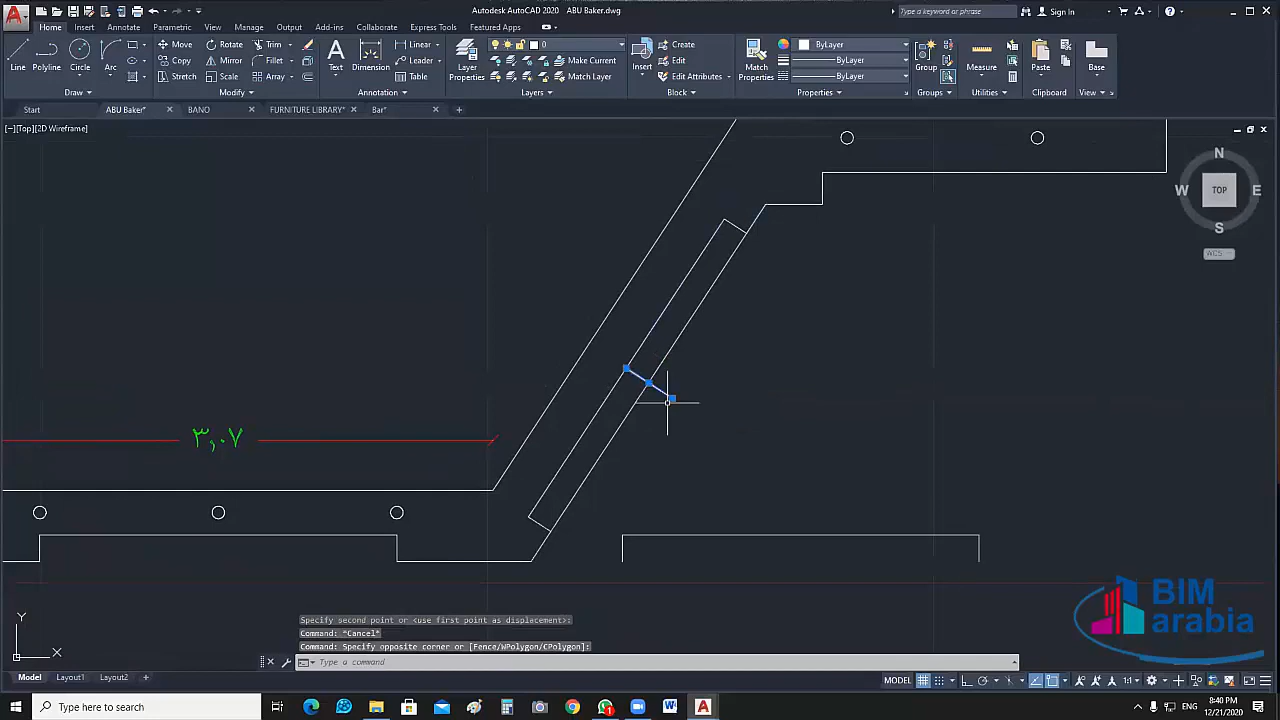 Autodesk AutoCAD 2020 ABU Baker.dwg
Type a keyword or phrase
Sign In
Home Insert Annotate Parametric View Manage Output Add-ins Collaborate Express Tools Featured Apps
Line Polyline Circle Arc
Move Rotate Trim
Copy Mirror Fillet
Stretch Scale Array
Text Dimension
Linear
Leader
Table
Layer Properties
0
Make Current
Match Layer
Insert
Create
Edit
Edit Attributes
Match Properties
ByLayer
ByLayer
ByLayer
Group
Measure
Paste
Base
Draw Modify Annotation Layers Block Properties Groups Utilities Clipboard View
Start ABU Baker* BANO FURNITURE LIBRARY* Bar*
[−][Top][2D Wireframe]
N
W TOP E
S
WCS
٣,٠٧
BIM
arabia
Y
X
Specify second point or <use first point as displacement>:
Command: *Cancel*
Command: Specify opposite corner or [Fence/WPolygon/CPolygon]:
Type a command
Model Layout1 Layout2
MODEL 1:1
Type here to search
ENG
8:40 PM
12/21/2020